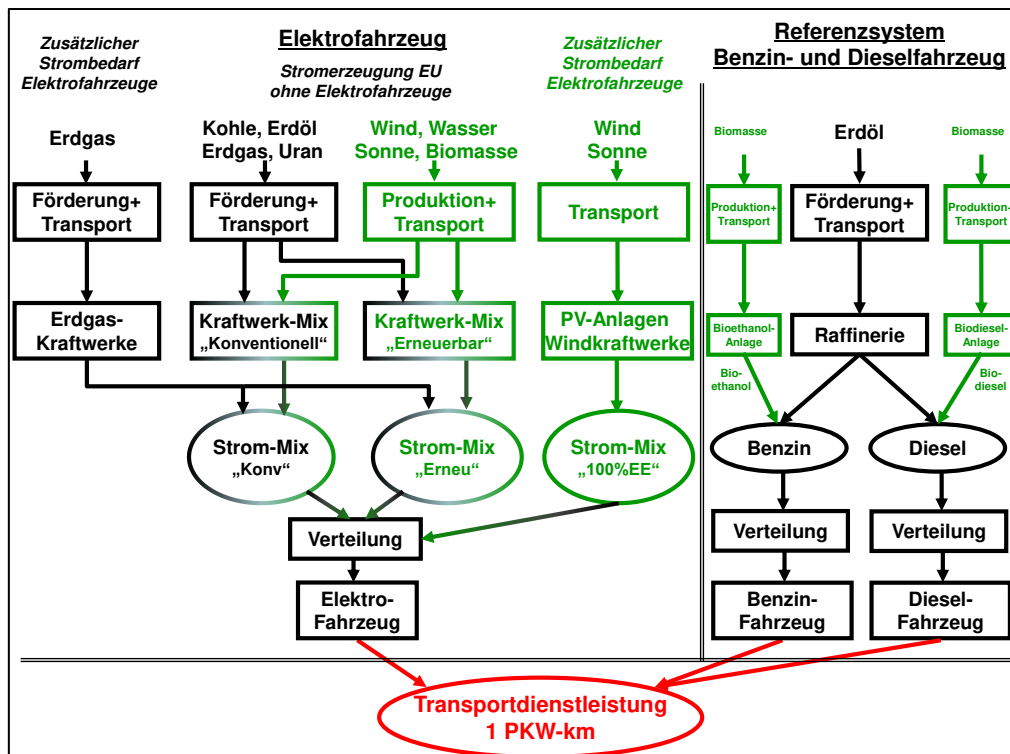 Elektrofahrzeug
Referenzsystem
Benzin- und Dieselfahrzeug
Zusätzlicher
Strombedarf
Elektrofahrzeuge
Stromerzeugung EU
ohne Elektrofahrzeuge
Zusätzlicher
Strombedarf
Elektrofahrzeuge
Erdgas
Kohle, Erdöl
Erdgas, Uran
Wind, Wasser
Sonne, Biomasse
Wind
Sonne
Biomasse
Erdöl
Biomasse
Förderung+
Transport
Förderung+
Transport
Produktion+
Transport
Transport
Produktion+
Transport
Förderung+
Transport
Produktion+
Transport
Erdgas-
Kraftwerke
Kraftwerk-Mix
„Konventionell“
Kraftwerk-Mix
„Erneuerbar“
PV-Anlagen
Windkraftwerke
Bioethanol-
Anlage
Raffinerie
Biodiesel-
Anlage
Bio-
ethanol
Bio-
diesel
Strom-Mix
„Konv“
Strom-Mix
„Erneu“
Strom-Mix
„100%EE“
Benzin
Diesel
Verteilung
Verteilung
Verteilung
Elektro-
Fahrzeug
Benzin-
Fahrzeug
Diesel-
Fahrzeug
Transportdienstleistung
1 PKW-km